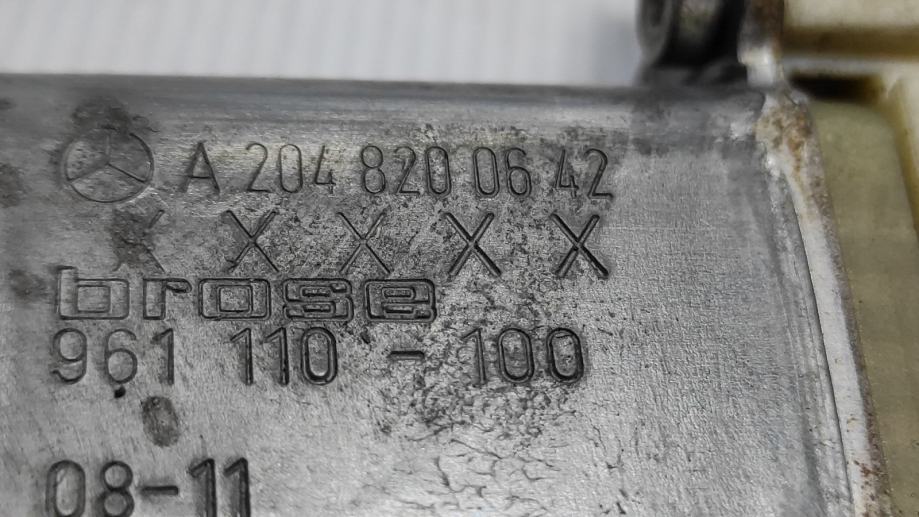 A 204 820 06 42
X X X X X
brose
961 110 - 100
08-11